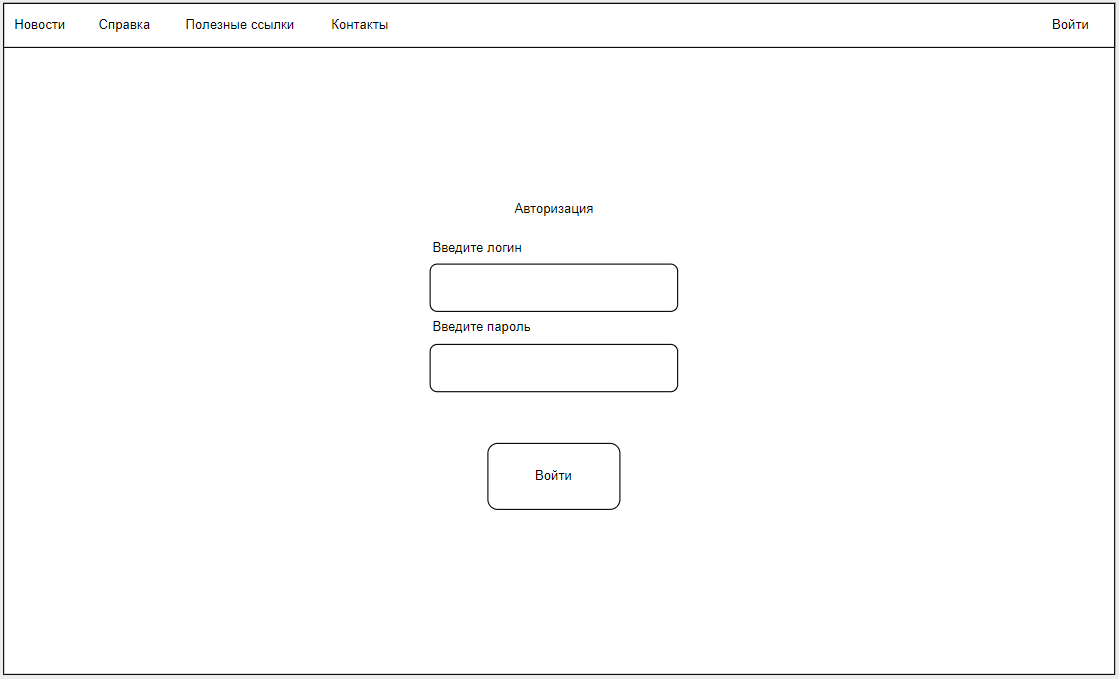 Новости Справка Полезные ссылки Контакты Войти
Авторизация
Введите логин
Введите пароль
Войти